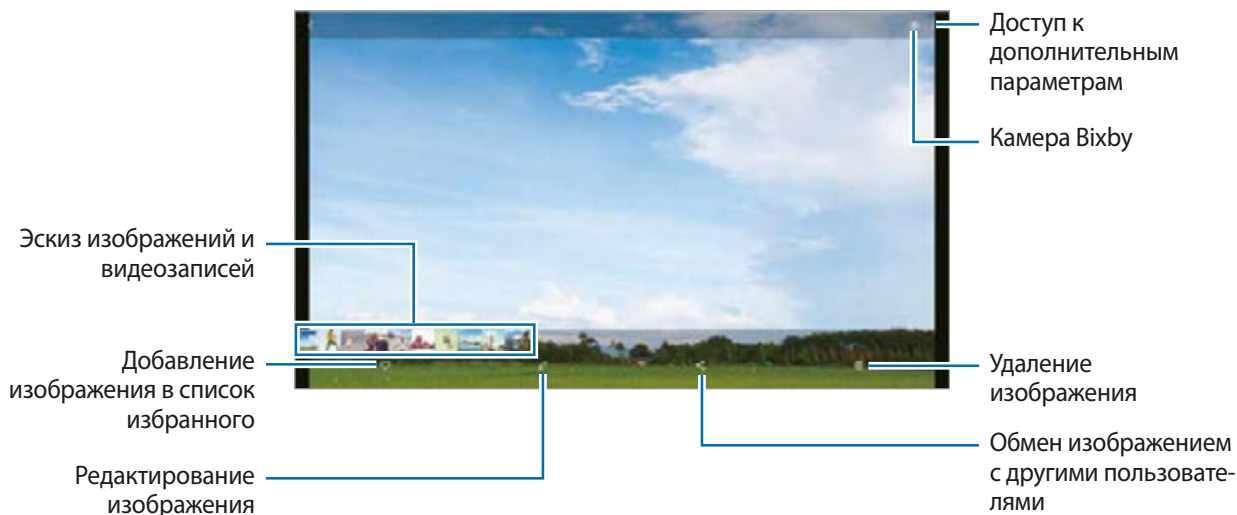 Доступ к
дополнительным
параметрам
Камера Bixby
Эскиз изображений и
видеозаписей
Добавление
изображения в список
избранного
Редактирование
изображения
Удаление
изображения
Обмен изображением
с другими пользовате-
лями